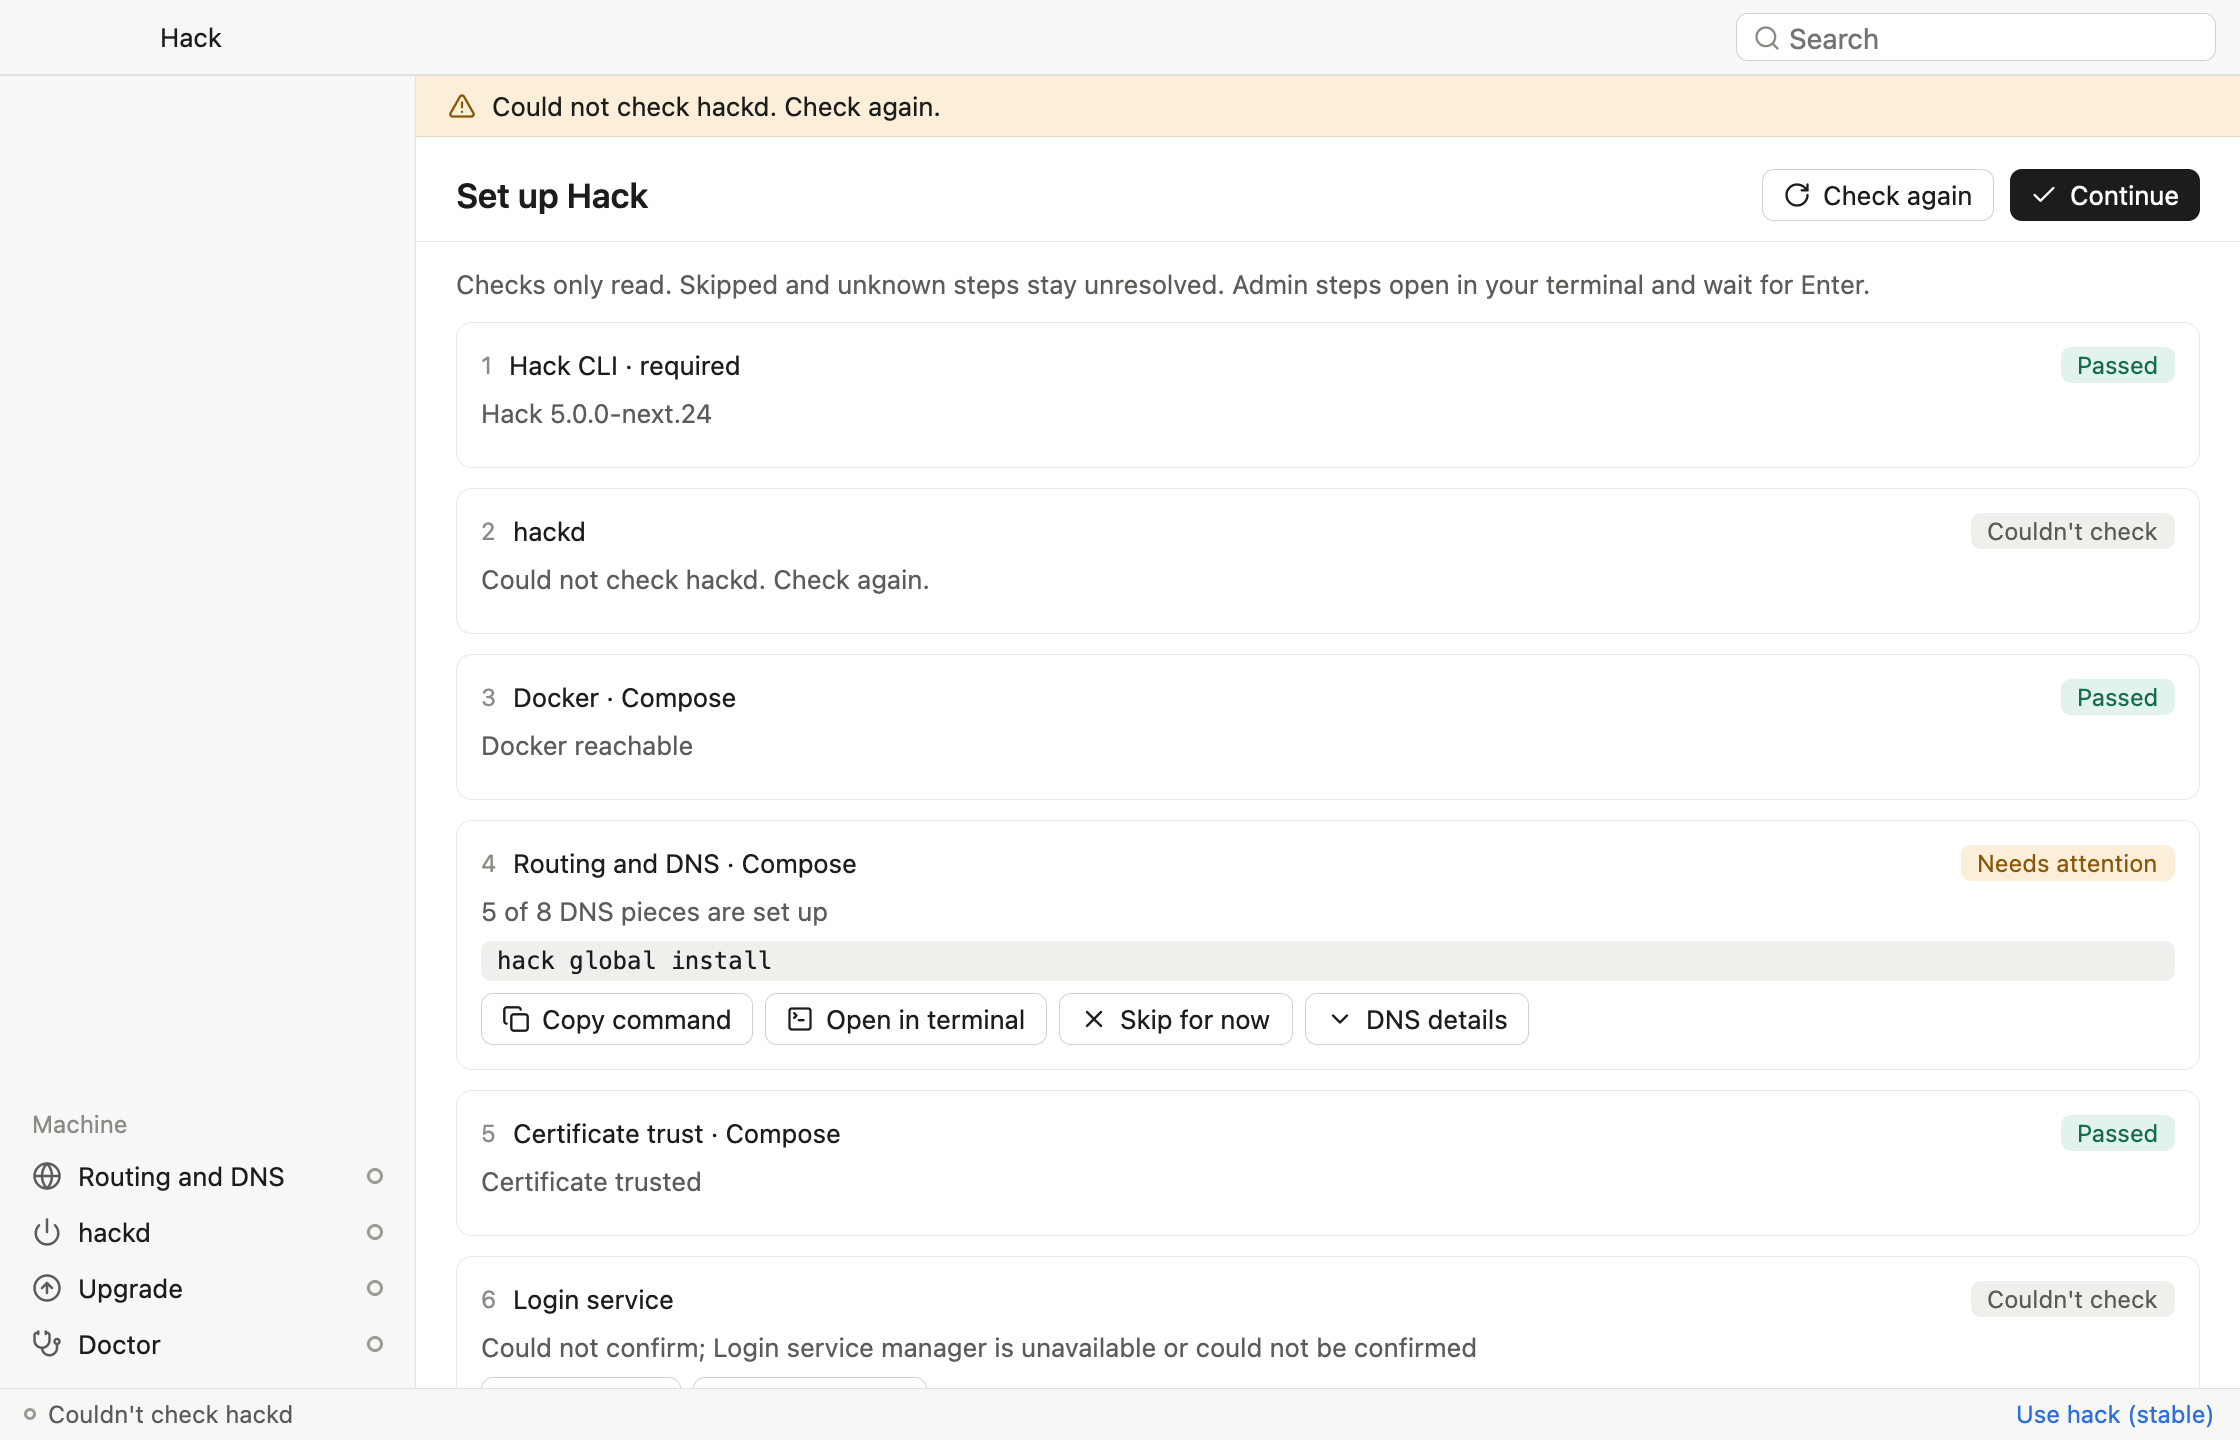 Hack
Search
Could not check hackd. Check again.
Set up Hack
Check again
Continue
Checks only read. Skipped and unknown steps stay unresolved. Admin steps open in your terminal and wait for Enter.
1 Hack CLI · required
Passed
Hack 5.0.0-next.24
2 hackd
Couldn't check
Could not check hackd. Check again.
3 Docker · Compose
Passed
Docker reachable
4 Routing and DNS · Compose
Needs attention
5 of 8 DNS pieces are set up
hack global install
Copy command
Open in terminal
Skip for now
DNS details
5 Certificate trust · Compose
Passed
Certificate trusted
6 Login service
Couldn't check
Could not confirm; Login service manager is unavailable or could not be confirmed
Machine
Routing and DNS
hackd
Upgrade
Doctor
Couldn't check hackd
Use hack (stable)